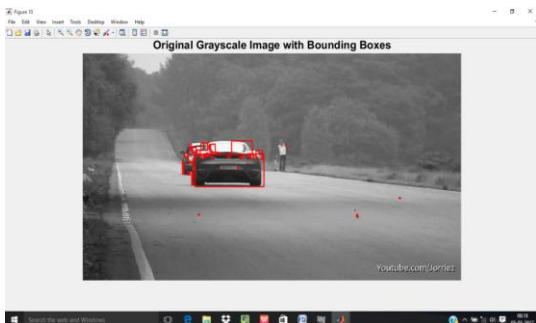 Figure 10
File Edit View Insert Tools Desktop Window Help
Original Grayscale Image with Bounding Boxes
Youtube.com/Jorriez
Search the web and Windows